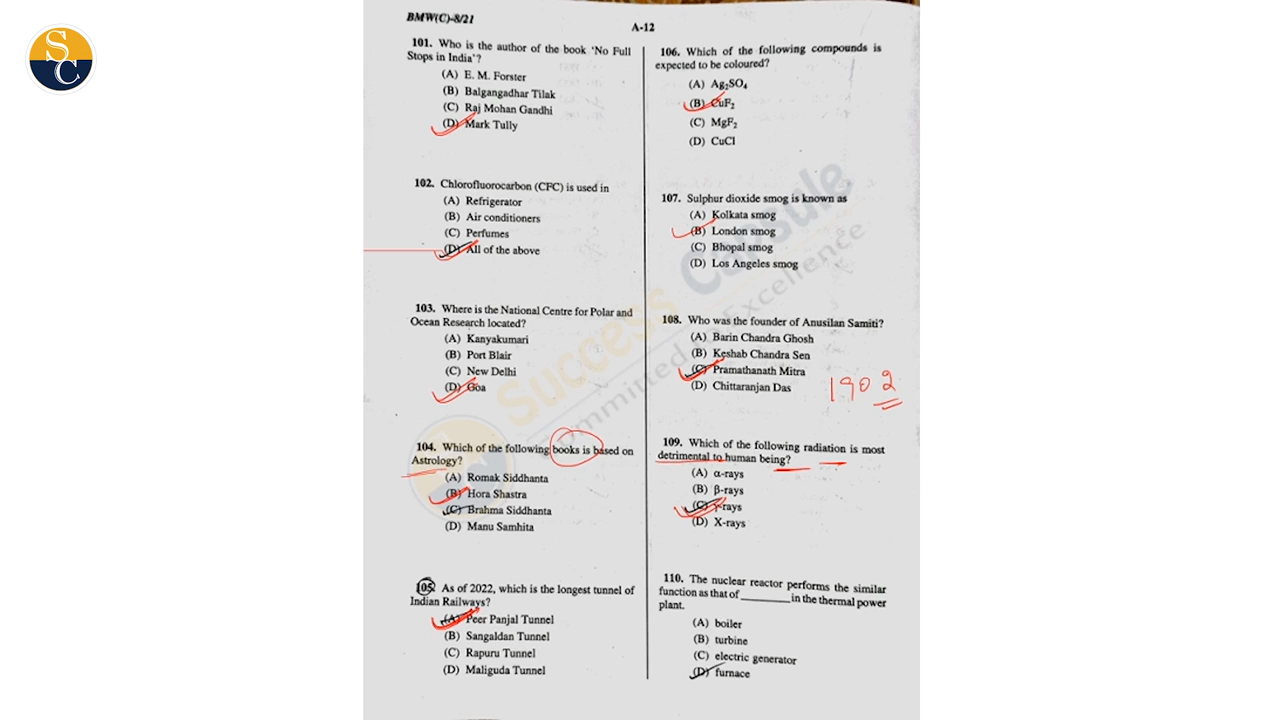 SC
BMW(C)-8/21
A-12
101. Who is the author of the book ‘No Full
Stops in India’?
(A) E. M. Forster
(B) Balgangadhar Tilak
(C) Raj Mohan Gandhi
(D) Mark Tully
102. Chlorofluorocarbon (CFC) is used in
(A) Refrigerator
(B) Air conditioners
(C) Perfumes
(D) All of the above
103. Where is the National Centre for Polar and
Ocean Research located?
(A) Kanyakumari
(B) Port Blair
(C) New Delhi
(D) Goa
104. Which of the following books is based on
Astrology?
(A) Romak Siddhanta
(B) Hora Shastra
(C) Brahma Siddhanta
(D) Manu Samhita
105. As of 2022, which is the longest tunnel of
Indian Railways?
(A) Peer Panjal Tunnel
(B) Sangaldan Tunnel
(C) Rapuru Tunnel
(D) Maliguda Tunnel
106. Which of the following compounds is
expected to be coloured?
(A) Ag₂SO₄
(B) CuF₂
(C) MgF₂
(D) CuCl
107. Sulphur dioxide smog is known as
(A) Kolkata smog
(B) London smog
(C) Bhopal smog
(D) Los Angeles smog
108. Who was the founder of Anusilan Samiti?
(A) Barin Chandra Ghosh
(B) Keshab Chandra Sen
(C) Pramathanath Mitra
(D) Chittaranjan Das
1902
109. Which of the following radiation is most
detrimental to human being?
(A) α-rays
(B) β-rays
(C) γ-rays
(D) X-rays
110. The nuclear reactor performs the similar
function as that of ________ in the thermal power
plant.
(A) boiler
(B) turbine
(C) electric generator
(D) furnace
Success Capsule
Committed to Excellence